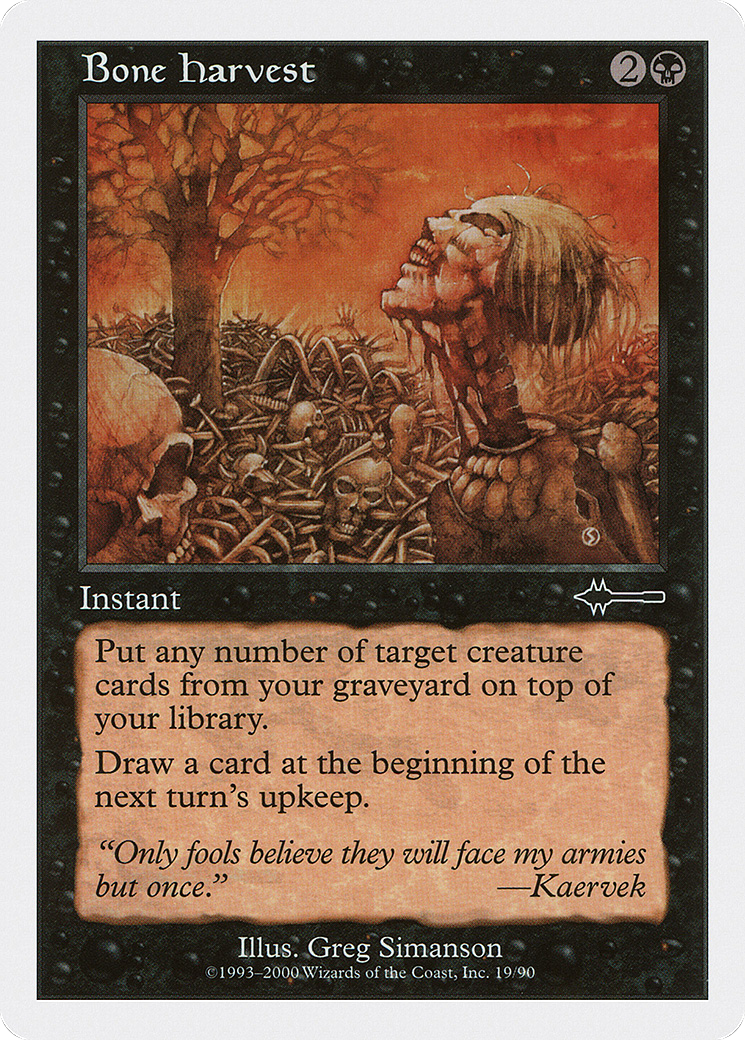 Bone Harvest 2
Instant
Put any number of target creature
cards from your graveyard on top of
your library.
Draw a card at the beginning of the
next turn's upkeep.
“Only fools believe they will face my armies
but once.” —Kaervek
Illus. Greg Simanson
©1993–2000 Wizards of the Coast, Inc. 19/90